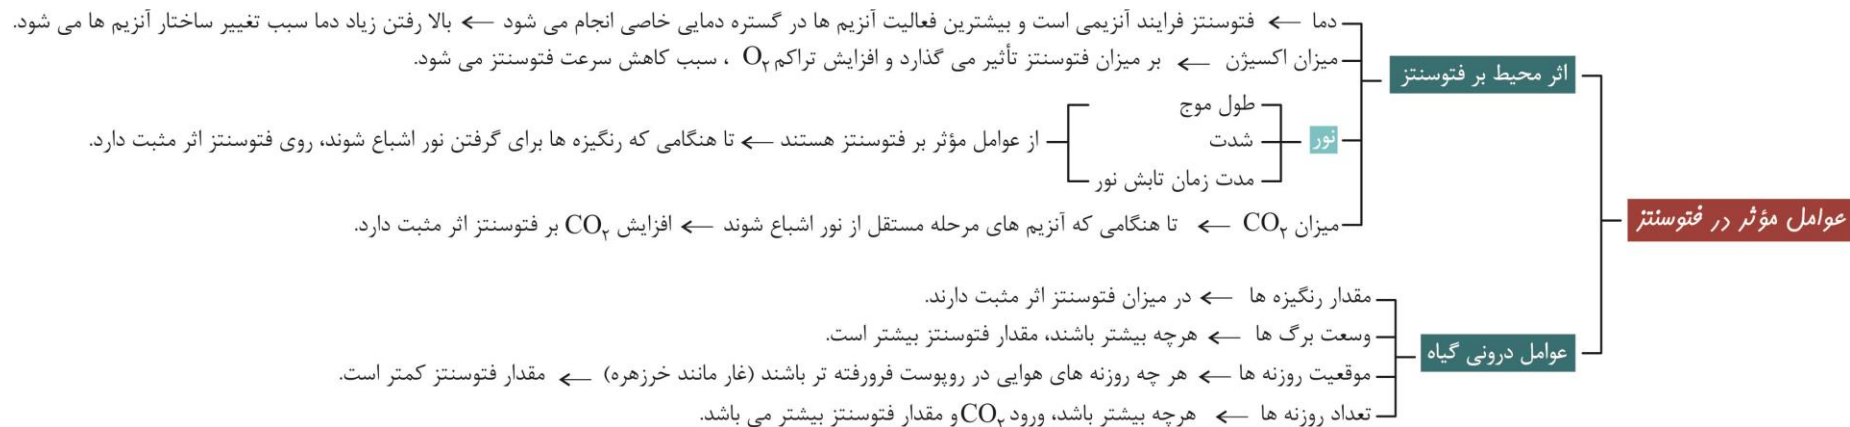 عوامل مؤثر در فتوسنتز
اثر محیط بر فتوسنتز
دما ← فتوسنتز فرایند آنزیمی است و بیشترین فعالیت آنزیم ها در گستره دمایی خاصی انجام می شود ← بالا رفتن زیاد دما سبب تغییر ساختار آنزیم ها می شود.
میزان اکسیژن ← بر میزان فتوسنتز تأثیر می گذارد و افزایش تراکم O₂ ، سبب کاهش سرعت فتوسنتز می شود.
نور
طول موج
شدت
مدت زمان تابش نور
از عوامل مؤثر بر فتوسنتز هستند ← تا هنگامی که رنگیزه ها برای گرفتن نور اشباع شوند، روی فتوسنتز اثر مثبت دارد.
میزان CO₂ ← تا هنگامی که آنزیم های مرحله مستقل از نور اشباع شوند ← افزایش CO₂ بر فتوسنتز اثر مثبت دارد.
عوامل درونی گیاه
مقدار رنگیزه ها ← در میزان فتوسنتز اثر مثبت دارند.
وسعت برگ ها ← هرچه بیشتر باشند، مقدار فتوسنتز بیشتر است.
موقعیت روزنه ها ← هر چه روزنه های هوایی در روپوست فرورفته تر باشند (غار مانند خرزهره) ← مقدار فتوسنتز کمتر است.
تعداد روزنه ها ← هرچه بیشتر باشد، ورود CO₂ و مقدار فتوسنتز بیشتر می باشد.